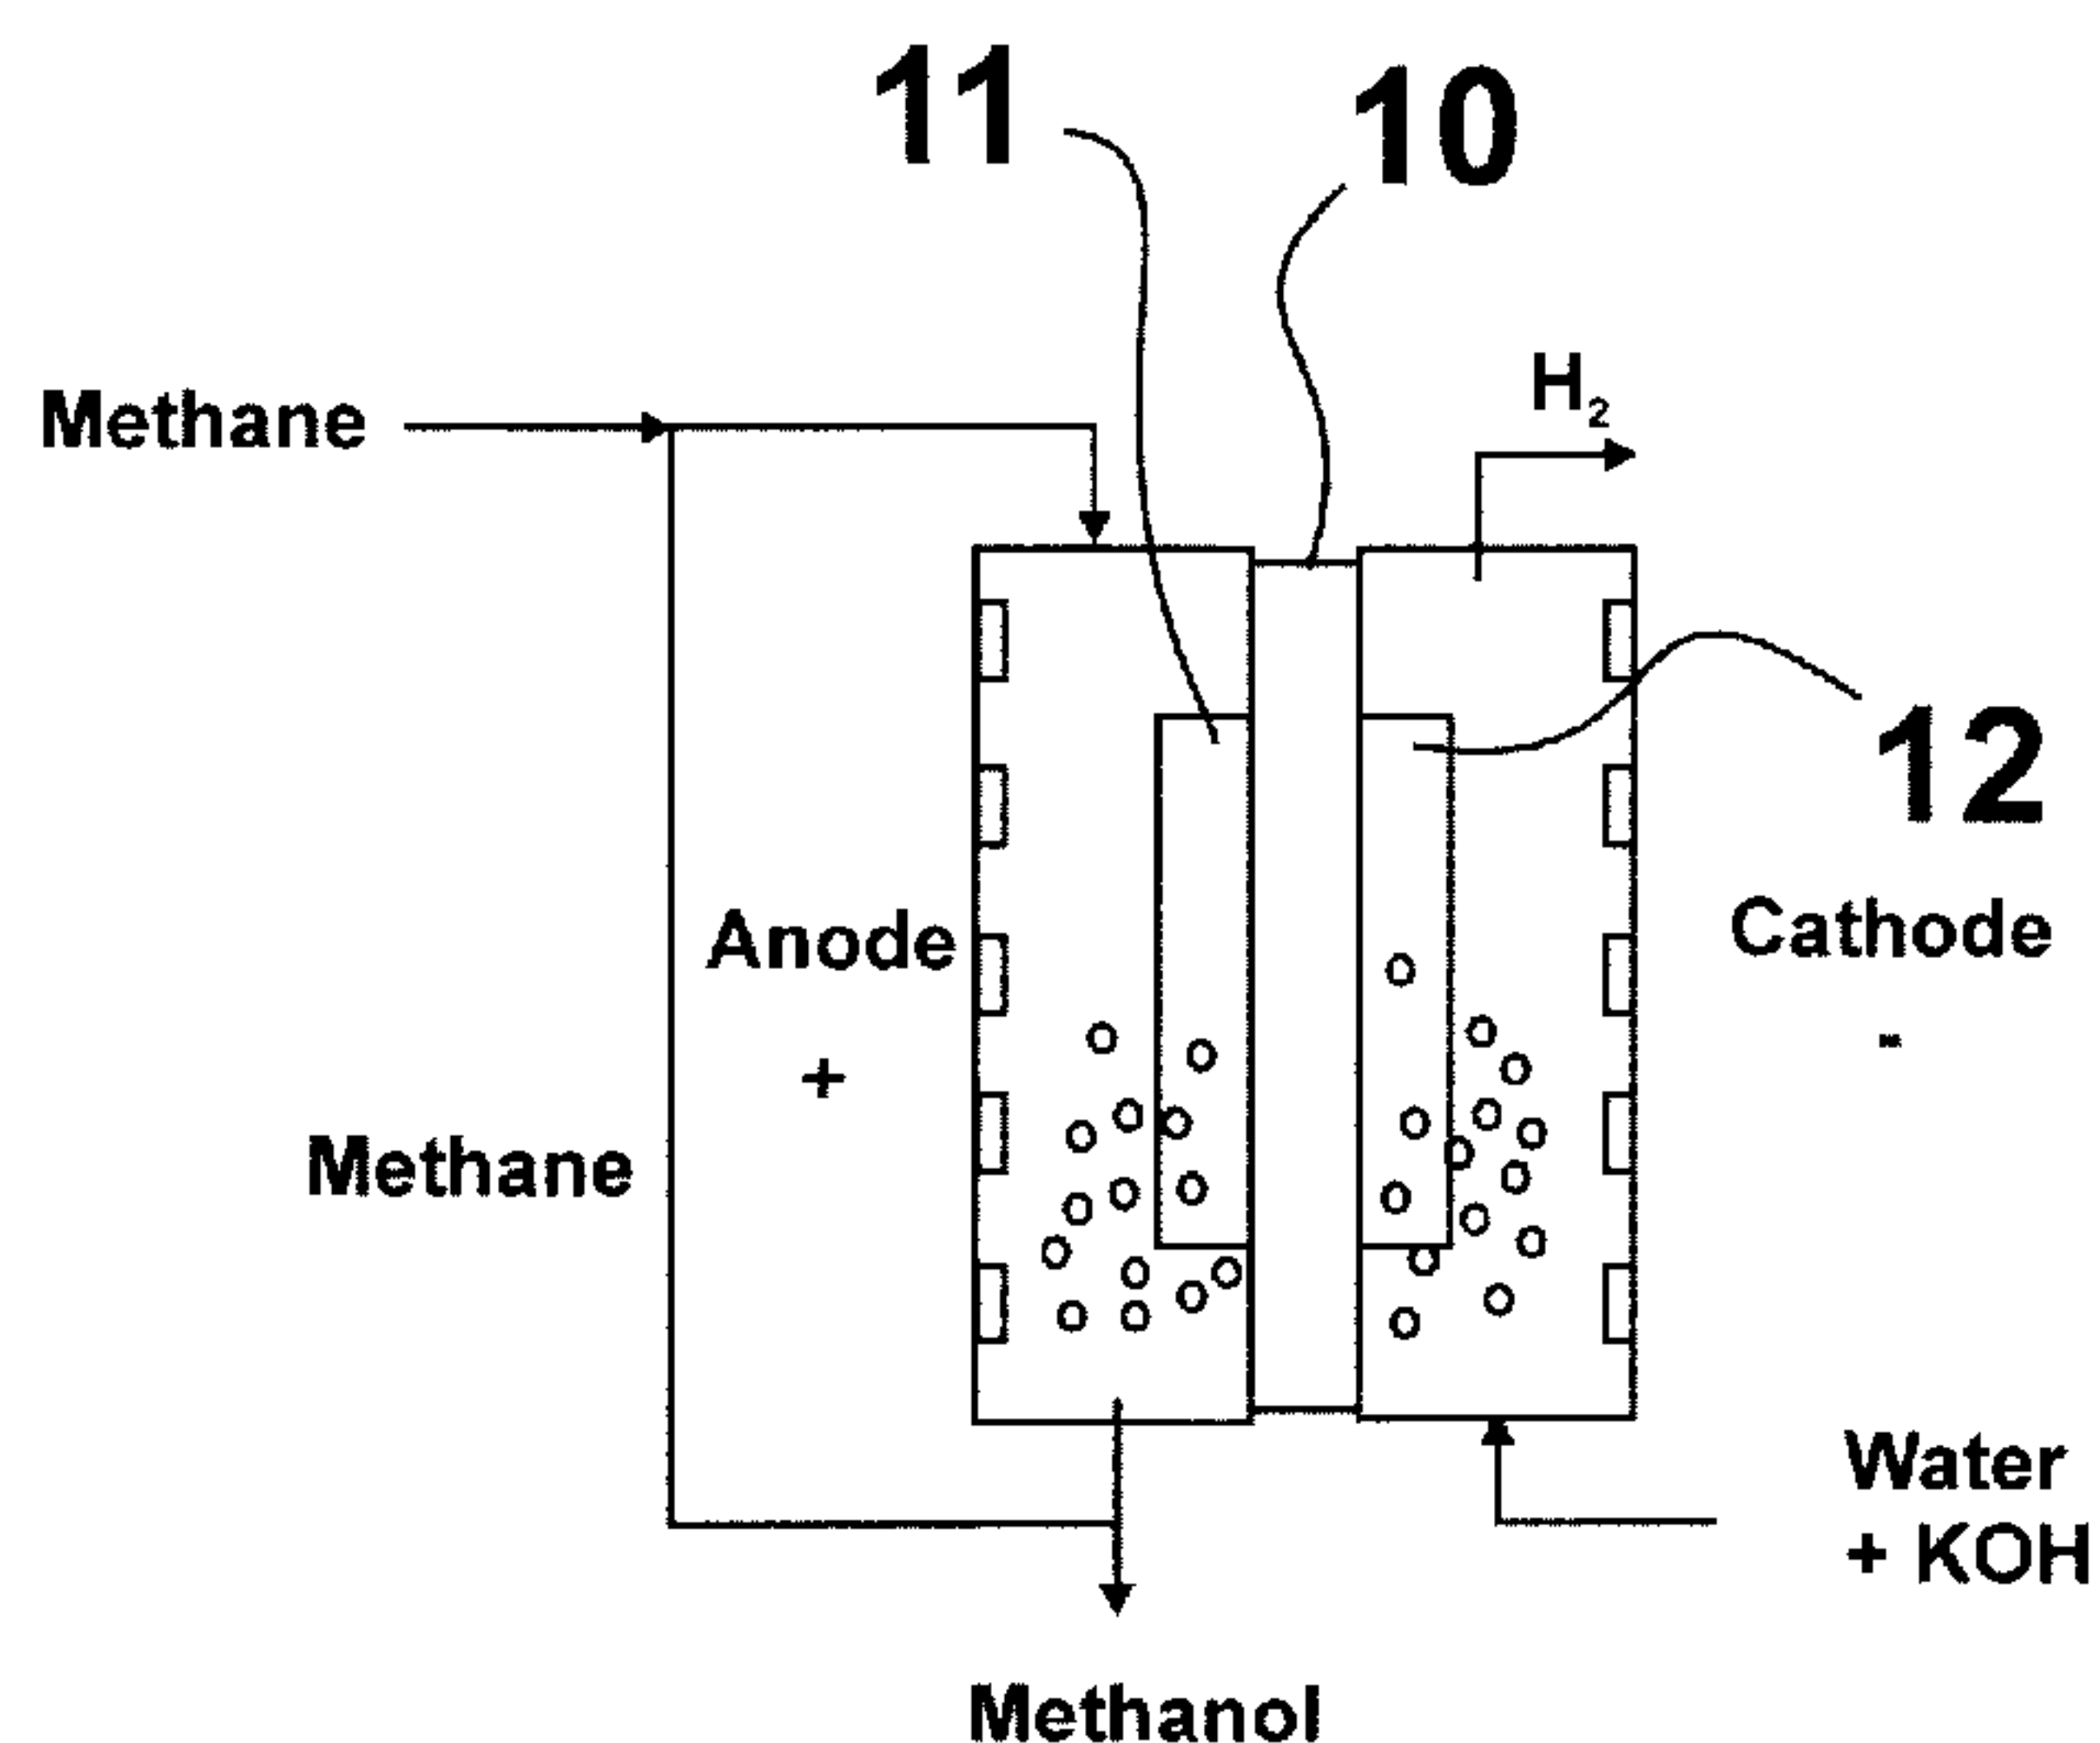 11
10
H₂
Methane
12
Anode
Cathode
+
-
Methane
Water
+ KOH
Methanol